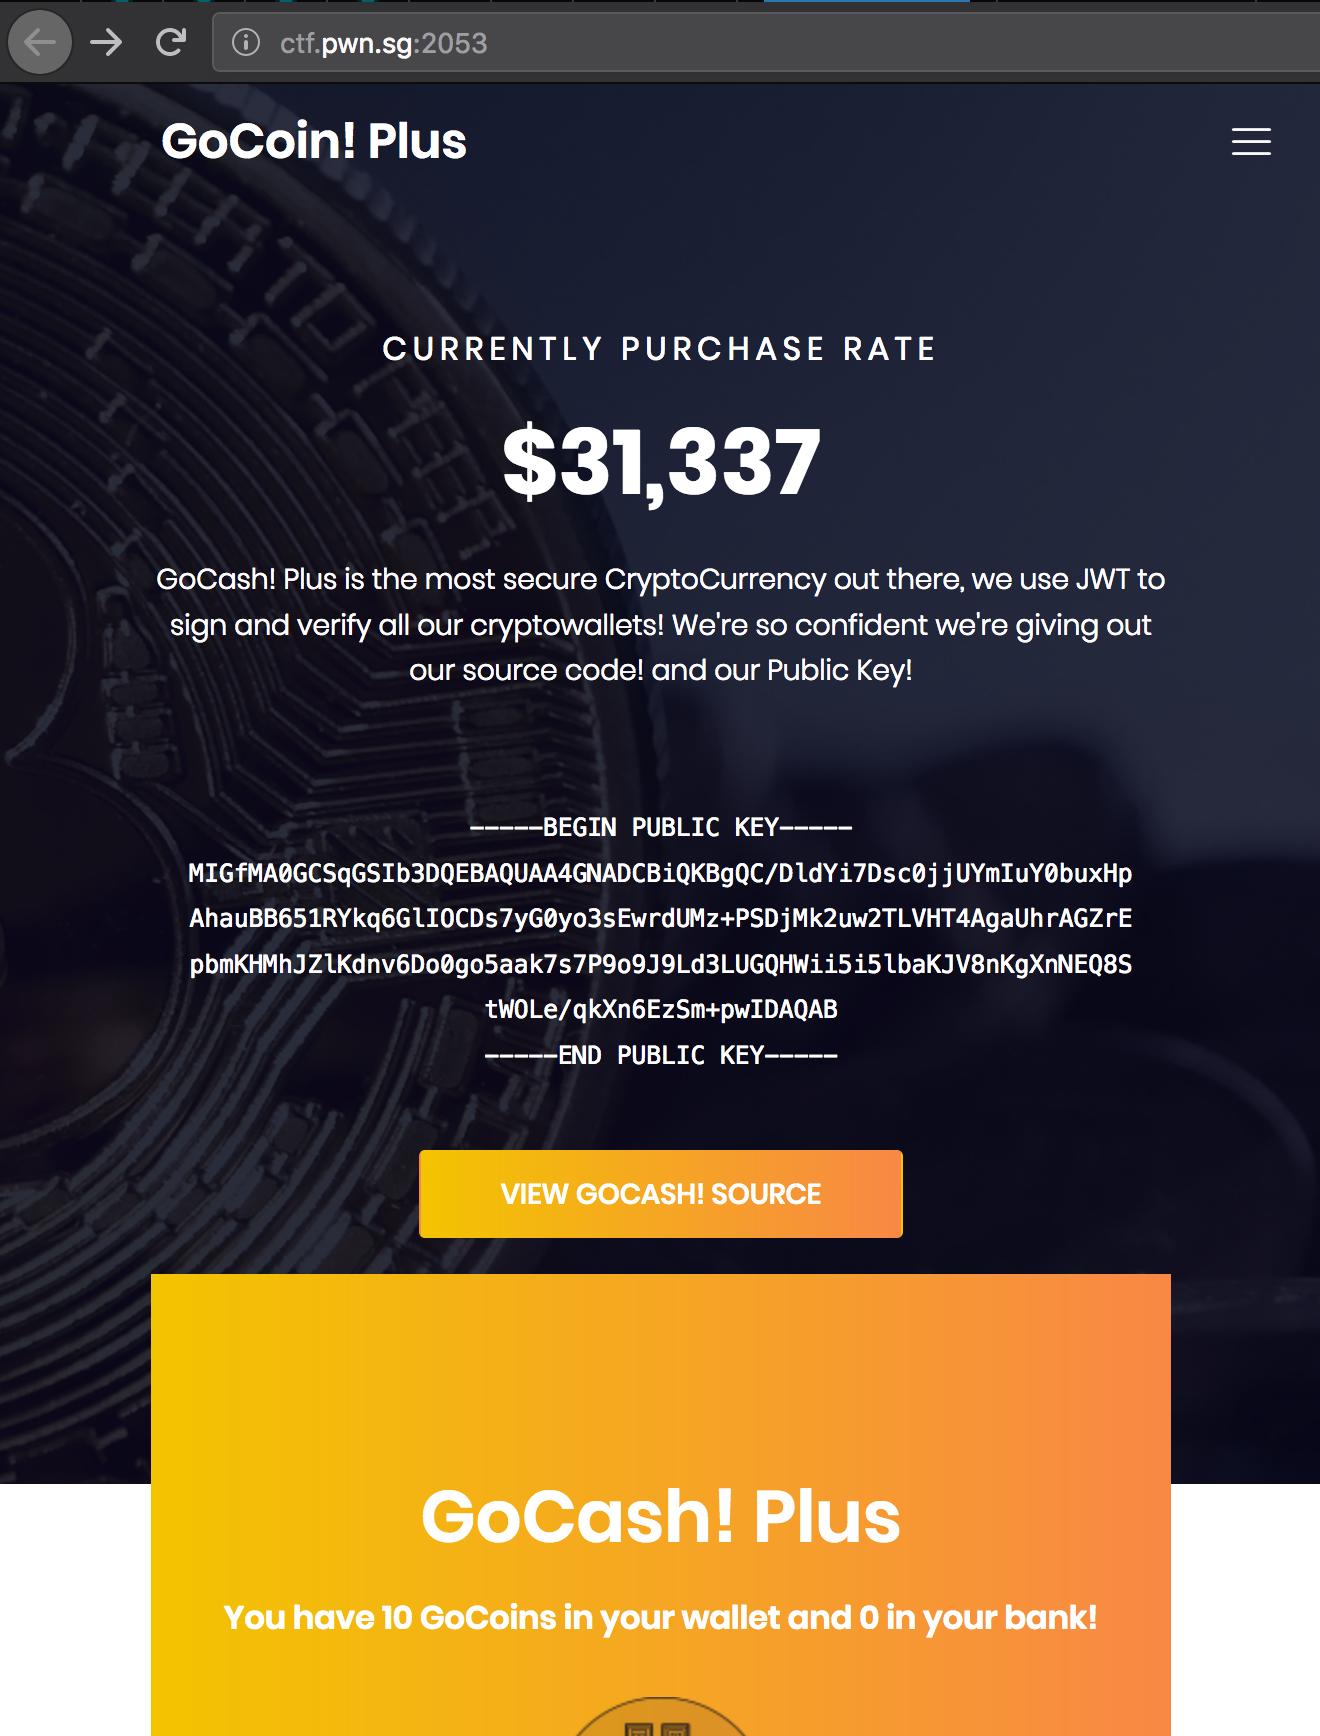 ctf.pwn.sg:2053
GoCoin! Plus
CURRENTLY PURCHASE RATE
$31,337
GoCash! Plus is the most secure CryptoCurrency out there, we use JWT to
sign and verify all our cryptowallets! We're so confident we're giving out
our source code! and our Public Key!
-----BEGIN PUBLIC KEY-----
MIGfMA0GCSqGSIb3DQEBAQUAA4GNADCBiQKBgQC/DldYi7Dsc0jjUYmIuY0buxHp
AhauBB651RYkq6GlIOCDs7yG0yo3sEwrdUMz+PSDjMk2uw2TLVHT4AgaUhrAGZrE
pbmKHMhJZlKdnv6Do0go5aak7s7P9o9J9Ld3LUGQHWii5i5lbaKJV8nKgXnNEQ8S
tWOLe/qkXn6EzSm+pwIDAQAB
-----END PUBLIC KEY-----
VIEW GOCASH! SOURCE
GoCash! Plus
You have 10 GoCoins in your wallet and 0 in your bank!